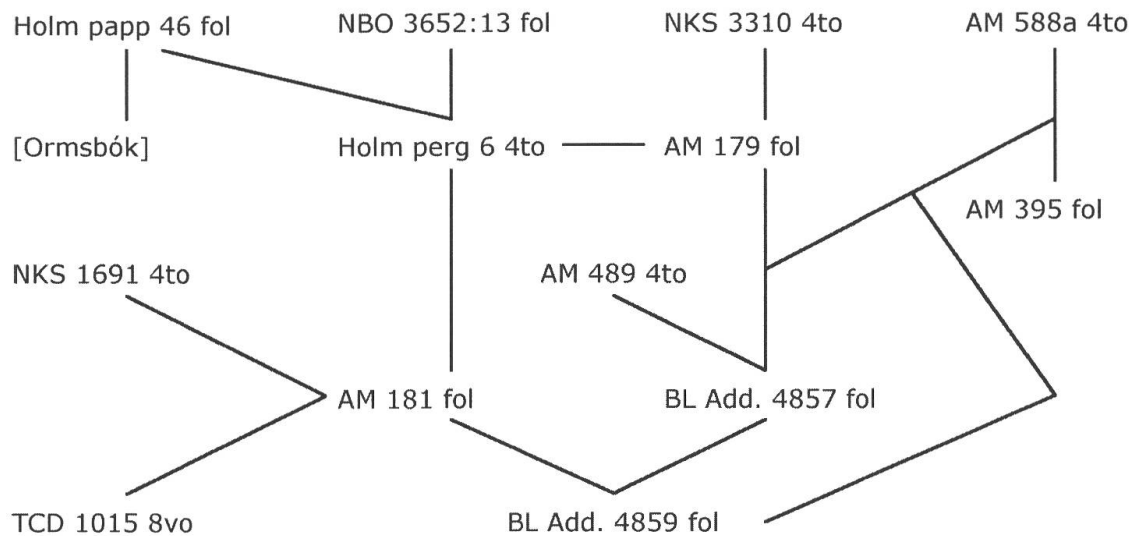 Holm papp 46 fol NBO 3652:13 fol NKS 3310 4to AM 588a 4to
[Ormsbók] Holm perg 6 4to AM 179 fol
AM 395 fol
NKS 1691 4to AM 489 4to
AM 181 fol BL Add. 4857 fol
TCD 1015 8vo BL Add. 4859 fol